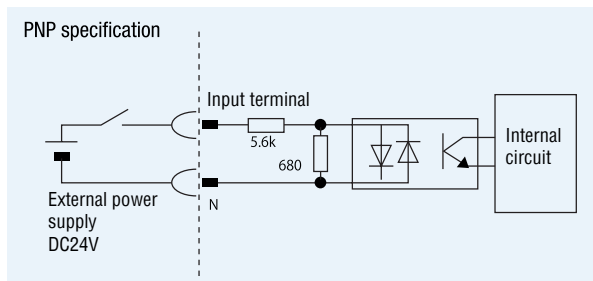 PNP specification
Input terminal
5.6k
680
Internal
circuit
N
External power
supply
DC24V